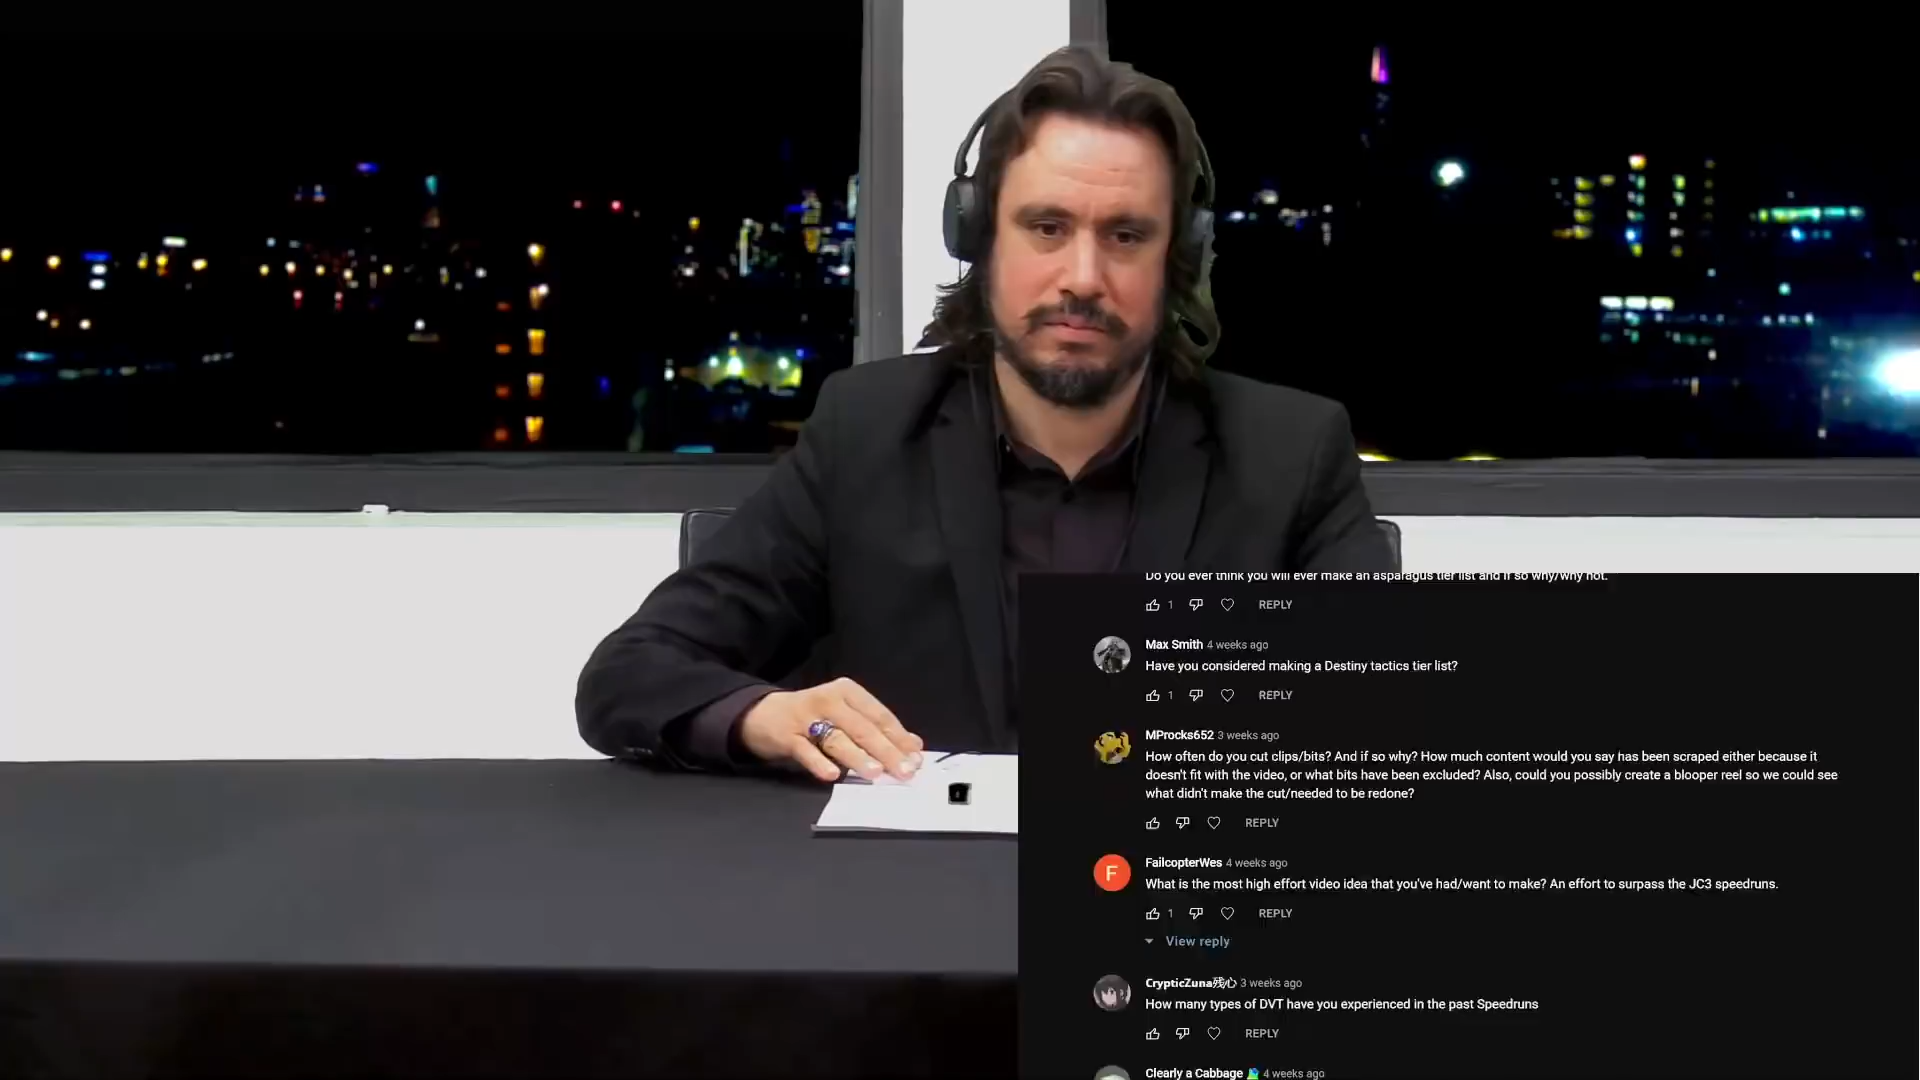 Do you ever think you will ever make an asparagus tier list and if so why/why not.
1 REPLY
Max Smith 4 weeks ago
Have you considered making a Destiny tactics tier list?
1 REPLY
MProcks652 3 weeks ago
How often do you cut clips/bits? And if so why? How much content would you say has been scraped either because it
doesn't fit with the video, or what bits have been excluded? Also, could you possibly create a blooper reel so we could see
what didn't make the cut/needed to be redone?
REPLY
F
FailcopterWes 4 weeks ago
What is the most high effort video idea that you've had/want to make? An effort to surpass the JC3 speedruns.
1 REPLY
View reply
CrypticZuna残心 3 weeks ago
How many types of DVT have you experienced in the past Speedruns
REPLY
Clearly a Cabbage 4 weeks ago